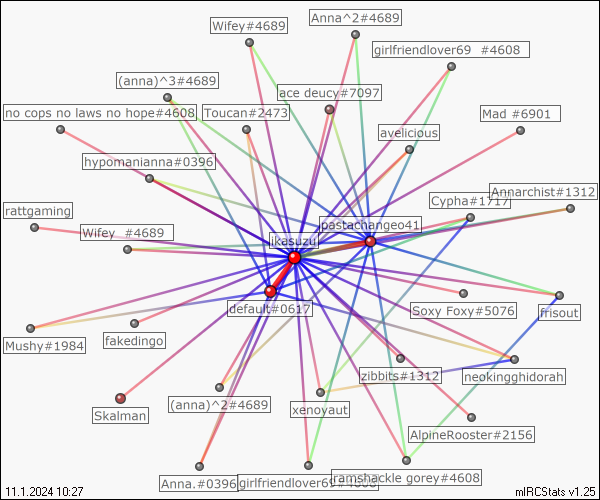 Wifey#4689
Anna^2#4689
girlfriendlover69 #4608
(anna)^3#4689
ace deucy#7097
no cops no laws no hope#4608
Toucan#2473
Mad #6901
avelicious
hypomanianna#0396
Annarchist#1312
Cypha#1717
rattgaming
pastachangeo41
Wifey #4689
ikasuzu
default#0617
Soxy Foxy#5076
frisout
Mushy#1984
fakedingo
zibbits#1312
neokingghidorah
Skalman
(anna)^2#4689
xenoyaut
AlpineRooster#2156
Anna.#0396
girlfriendlover69#4608
ramshackle gorey#4608
11.1.2024 10:27
mIRCStats v1.25